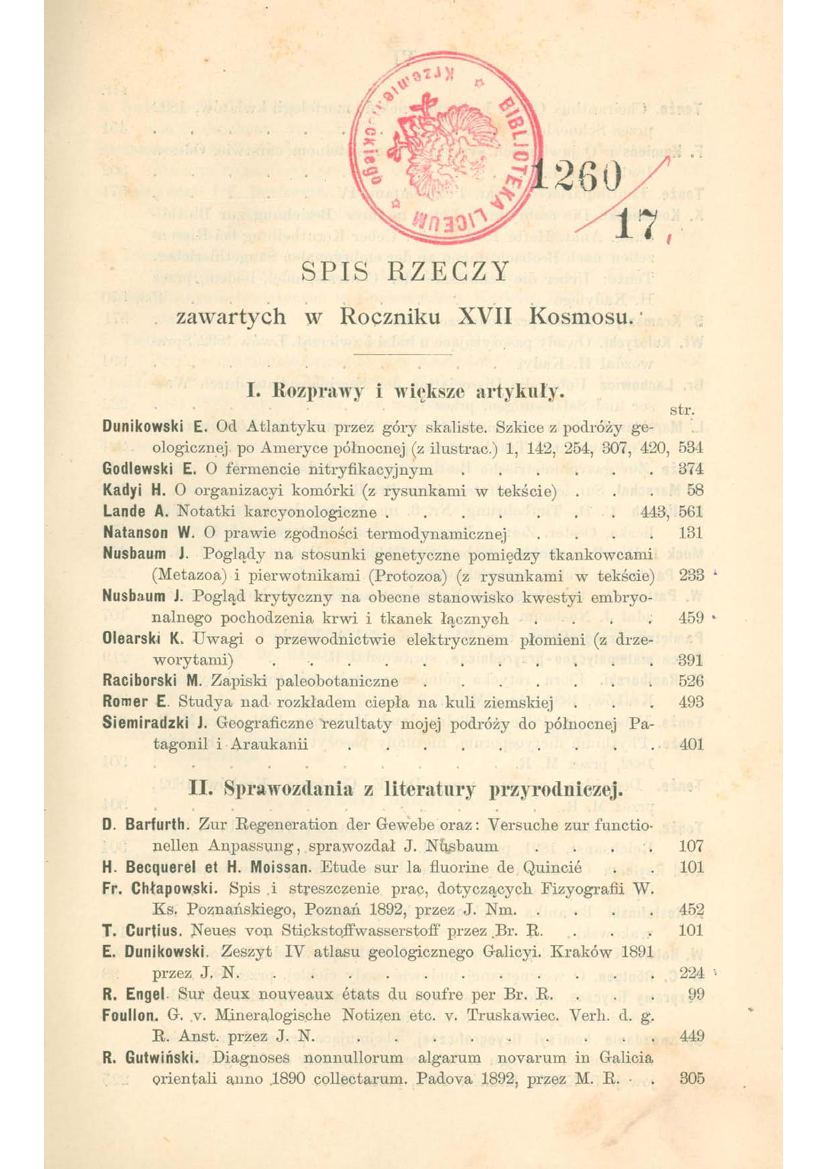 BIBLIOTEKA LICEUM
Krzemienieckiego
1260
17
SPIS RZECZY
zawartych w Roczniku XVII Kosmosu.
I. Rozprawy i większe artykuły.
str.
Dunikowski E. Od Atlantyku przez góry skaliste. Szkice z podróży ge-
ologicznej po Ameryce północnej (z ilustrac.) 1, 142, 254, 307, 420, 534
Godlewski E. O fermencie nitryfikacyjnym . . . . . . 374
Kadyi H. O organizacyi komórki (z rysunkami w tekście) . . . 58
Lande A. Notatki karcyonologiczne . . . . . . . 443, 561
Natanson W. O prawie zgodności termodynamicznej . . . . 131
Nusbaum J. Poglądy na stosunki genetyczne pomiędzy tkankowcami
(Metazoa) i pierwotnikami (Protozoa) (z rysunkami w tekście) 233
Nusbaum J. Pogląd krytyczny na obecne stanowisko kwestyi embryo-
nalnego pochodzenia krwi i tkanek łącznych . . . . 459
Olearski K. Uwagi o przewodnictwie elektrycznem płomieni (z drze-
worytami) . . . . . . . . . . . 391
Raciborski M. Zapiski paleobotaniczne . . . . . . . 526
Romer E. Studya nad rozkładem ciepła na kuli ziemskiej . . . 493
Siemiradzki J. Geograficzne rezultaty mojej podróży do północnej Pa-
tagonil i Araukanii . . . . . . . . . 401
II. Sprawozdania z literatury przyrodniczej.
D. Barfurth. Zur Regeneration der Gewebe oraz: Versuche zur functio-
nellen Anpassung, sprawozdał J. Nusbaum . . . . 107
H. Becquerel et H. Moissan. Etude sur la fluorine de Quincié . . 101
Fr. Chłapowski. Spis i streszczenie prac, dotyczących Fizyografii W.
Ks. Poznańskiego, Poznań 1892, przez J. Nm. . . . . 452
T. Curtius. Neues von Stickstoffwasserstoff przez Br. R. . . . 101
E. Dunikowski. Zeszyt IV atlasu geologicznego Galicyi. Kraków 1891
przez J. N. . . . . . . . . . . . 224
R. Engel. Sur deux nouveaux états du soufre per Br. R. . . . 99
Foullon. G. v. Mineralogische Notizen etc. v. Truskawiec. Verh. d. g.
R. Anst. przez J. N. . . . . . . . . 449
R. Gutwiński. Diagnoses nonnullorum algarum novarum in Galicia
orientali anno 1890 collectarum. Padova 1892, przez M. R. . . 305